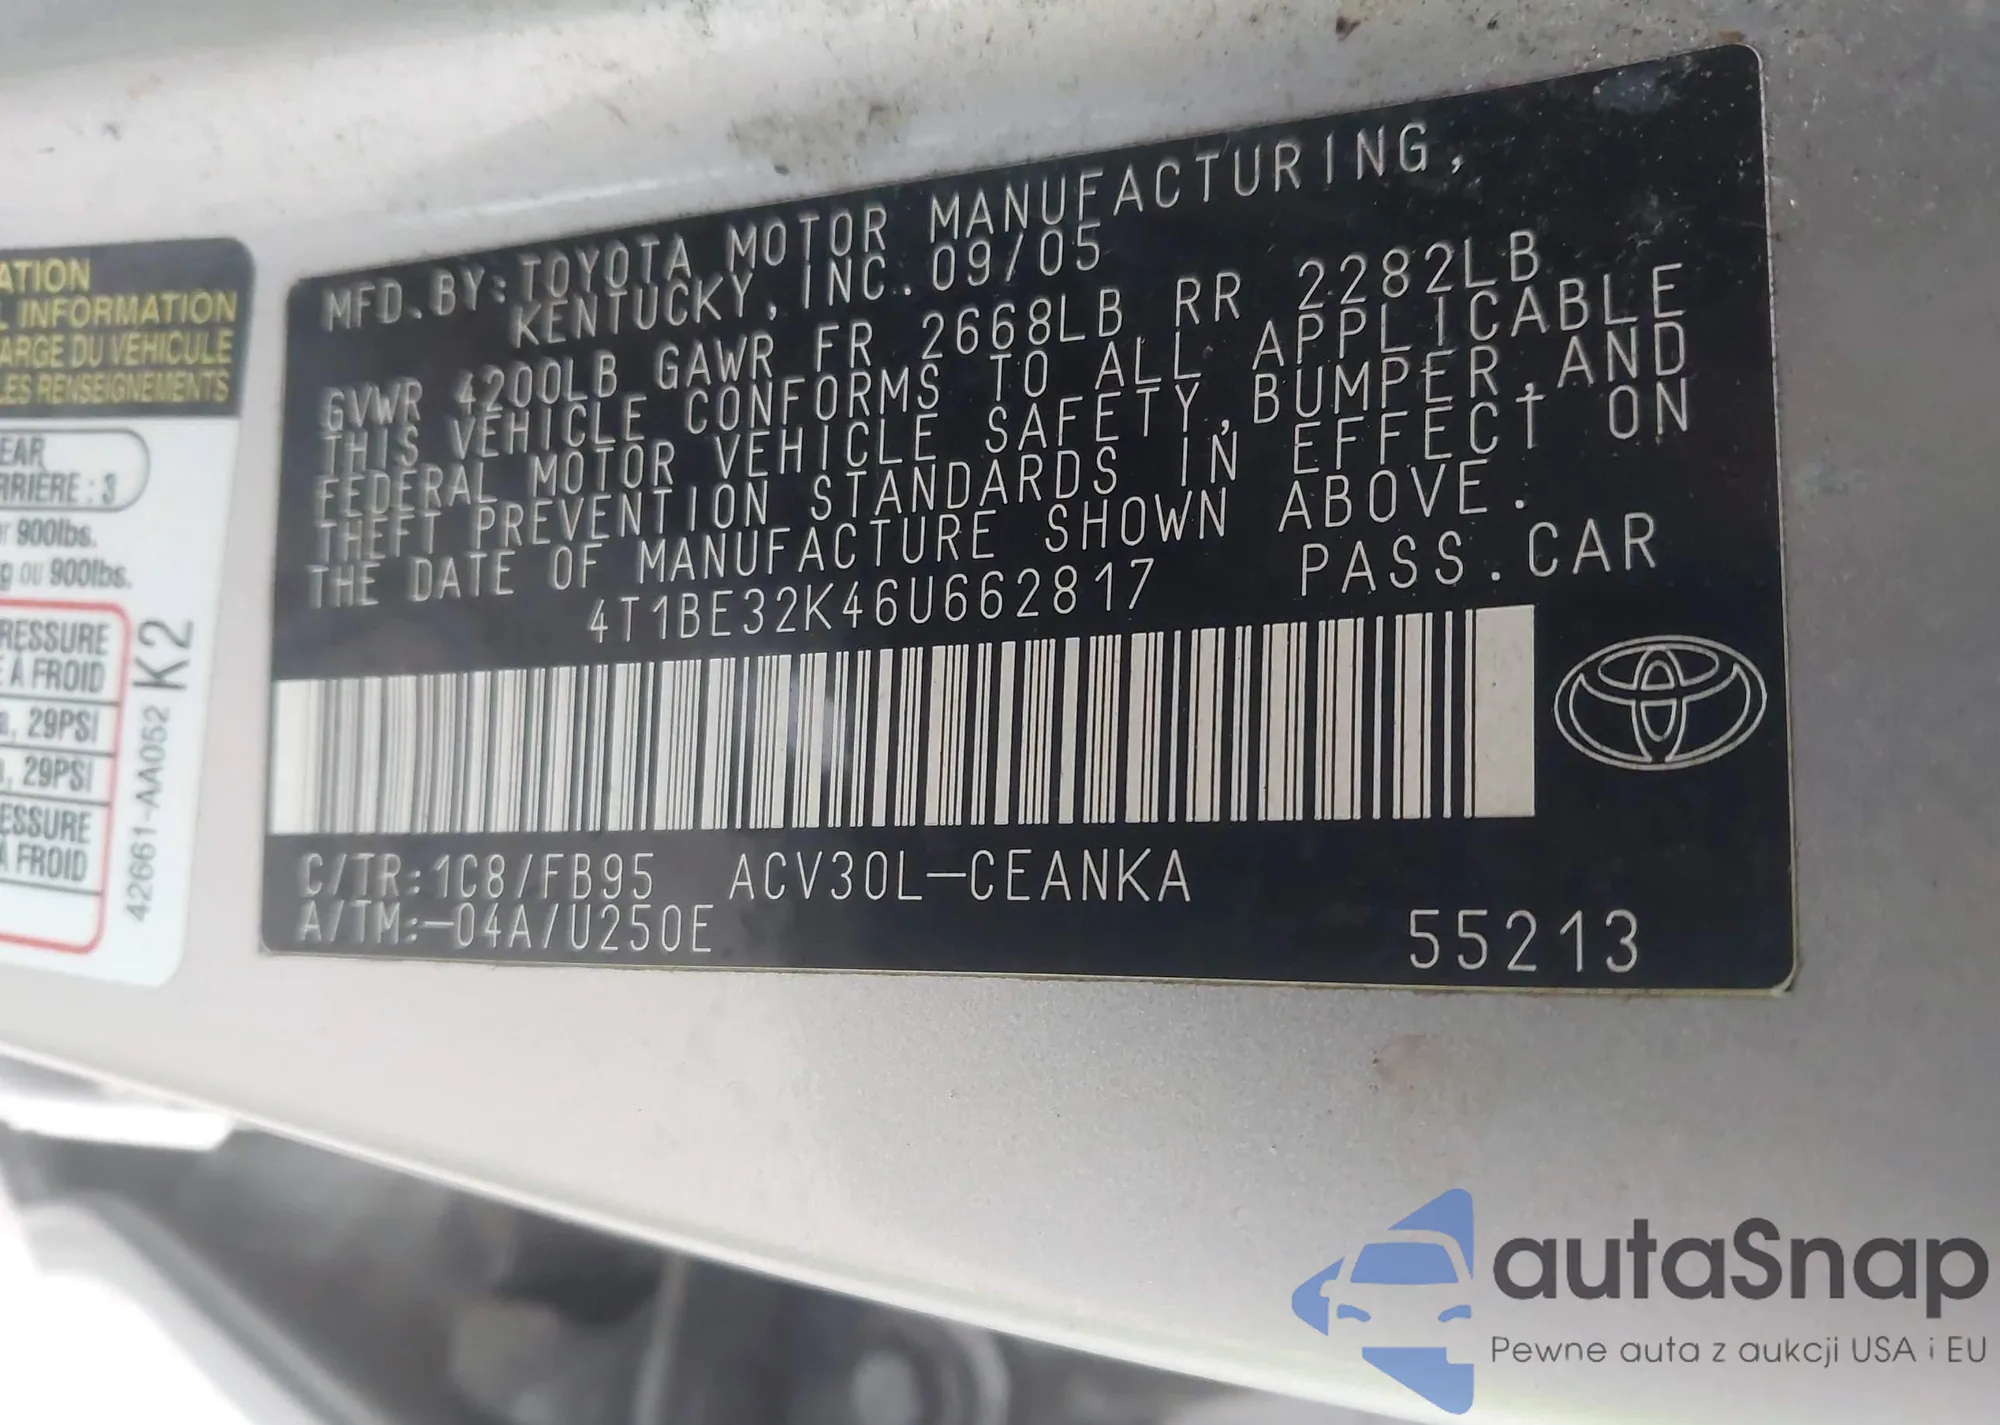 ATION
L INFORMATION
ARGE DU VÉHICULE
LES RENSEIGNEMENTS
EAR
RRIÈRE : 3
900lbs.
g ou 900lbs.
RESSURE
À FROID
29PSI
29PSI
ESSURE
À FROID
42661-AA052 K2
MFD. BY: TOYOTA MOTOR MANUFACTURING,
KENTUCKY, INC. 09/05
GVWR 4200LB GAWR FR 2668LB RR 2282LB
THIS VEHICLE CONFORMS TO ALL APPLICABLE
FEDERAL MOTOR VEHICLE SAFETY, BUMPER, AND
THEFT PREVENTION STANDARDS IN EFFECT ON
THE DATE OF MANUFACTURE SHOWN ABOVE.
4T1BE32K46U662817 PASS. CAR
C/TR: 1C8/FB95 ACV30L-CEANKA
A/TM: -04A/U250E
55213
autaSnap
Pewne auta z aukcji USA i EU